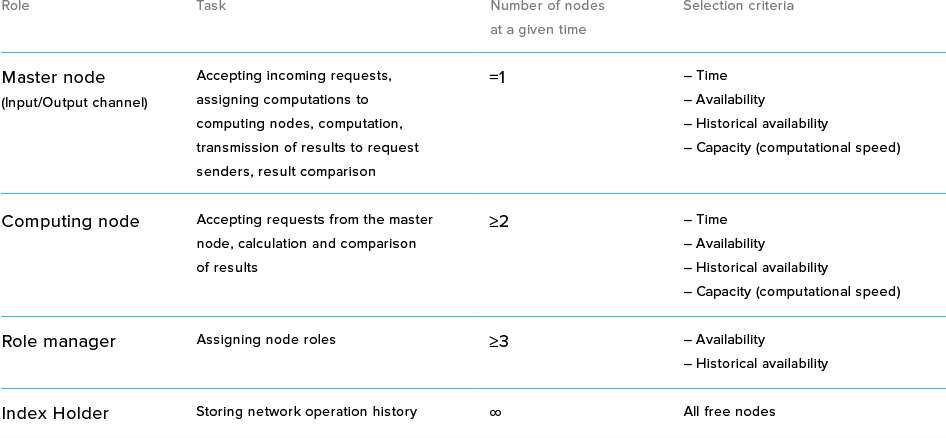 Role Task Number of nodes Selection criteria
at a given time
Master node Accepting incoming requests, =1 – Time
(Input/Output channel) assigning computations to – Availability
computing nodes, computation, – Historical availability
transmission of results to request – Capacity (computational speed)
senders, result comparison
Computing node Accepting requests from the master ≥2 – Time
node, calculation and comparison – Availability
of results – Historical availability
– Capacity (computational speed)
Role manager Assigning node roles ≥3 – Availability
– Historical availability
Index Holder Storing network operation history ∞ All free nodes